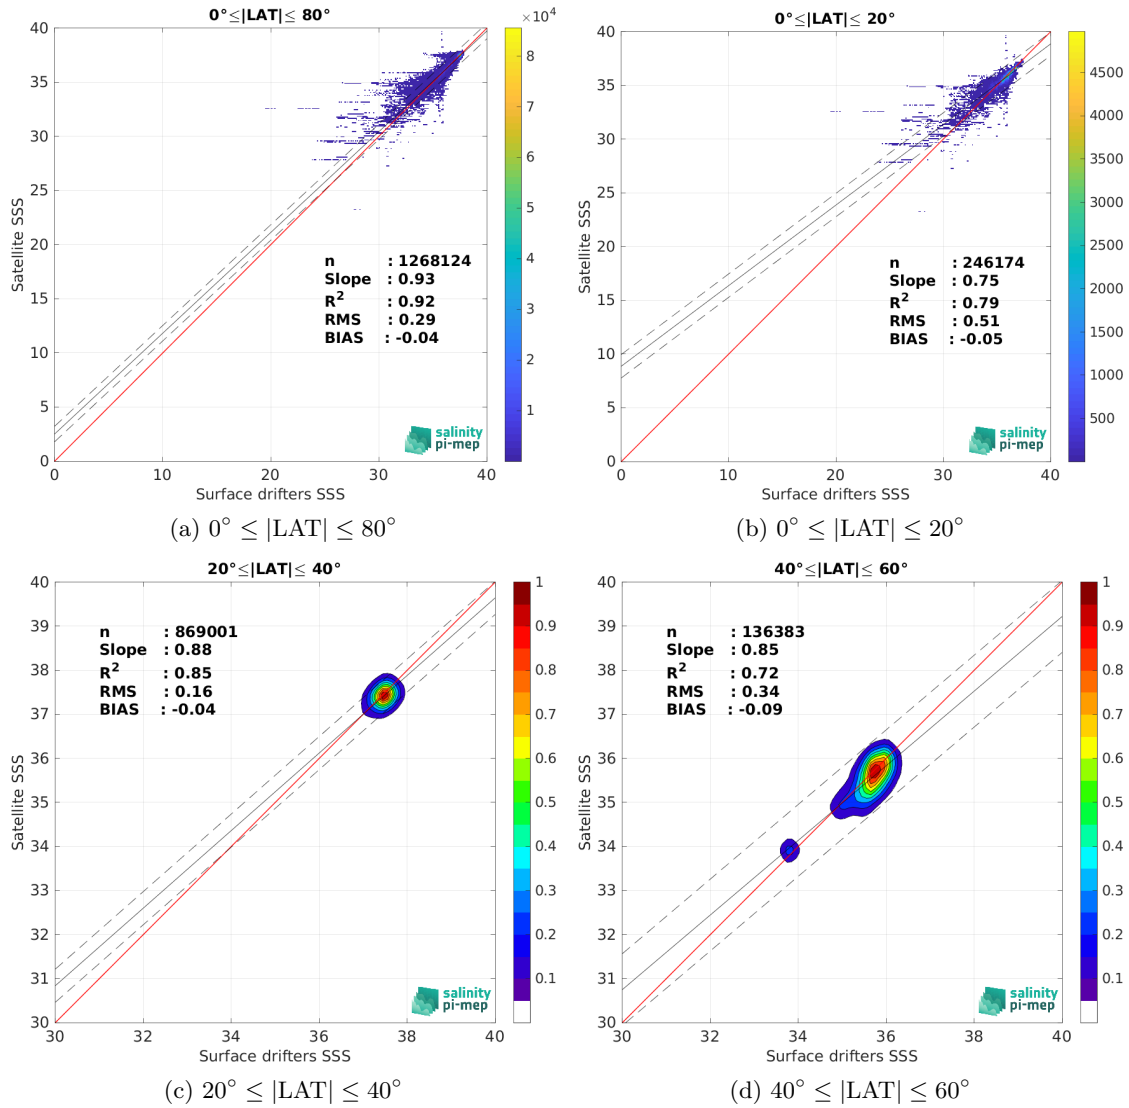 0°≤|LAT|≤ 80°
×10⁴
40
35
30
25
20
15
10
5
0
0
10
20
30
40
8
7
6
5
4
3
2
1
Satellite SSS
Surface drifters SSS
n : 1268124
Slope : 0.93
R² : 0.92
RMS : 0.29
BIAS : -0.04
salinity
pi-mep
(a) 0° ≤ |LAT| ≤ 80°
0°≤|LAT|≤ 20°
40
35
30
25
20
15
10
5
0
0
10
20
30
40
4500
4000
3500
3000
2500
2000
1500
1000
500
Satellite SSS
Surface drifters SSS
n : 246174
Slope : 0.75
R² : 0.79
RMS : 0.51
BIAS : -0.05
salinity
pi-mep
(b) 0° ≤ |LAT| ≤ 20°
20°≤|LAT|≤ 40°
40
39
38
37
36
35
34
33
32
31
30
30
32
34
36
38
40
1
0.9
0.8
0.7
0.6
0.5
0.4
0.3
0.2
0.1
Satellite SSS
Surface drifters SSS
n : 869001
Slope : 0.88
R² : 0.85
RMS : 0.16
BIAS : -0.04
salinity
pi-mep
(c) 20° ≤ |LAT| ≤ 40°
40°≤|LAT|≤ 60°
40
39
38
37
36
35
34
33
32
31
30
30
32
34
36
38
40
1
0.9
0.8
0.7
0.6
0.5
0.4
0.3
0.2
0.1
Satellite SSS
Surface drifters SSS
n : 136383
Slope : 0.85
R² : 0.72
RMS : 0.34
BIAS : -0.09
salinity
pi-mep
(d) 40° ≤ |LAT| ≤ 60°